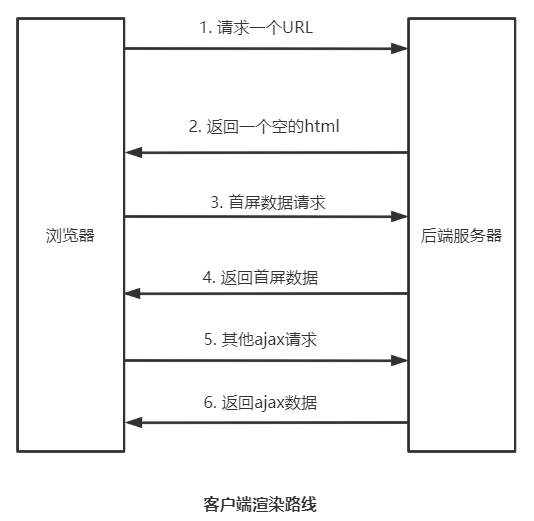 1. 请求一个URL
2. 返回一个空的html
3. 首屏数据请求
浏览器
后端服务器
4. 返回首屏数据
5. 其他ajax请求
6. 返回ajax数据
客户端渲染路线